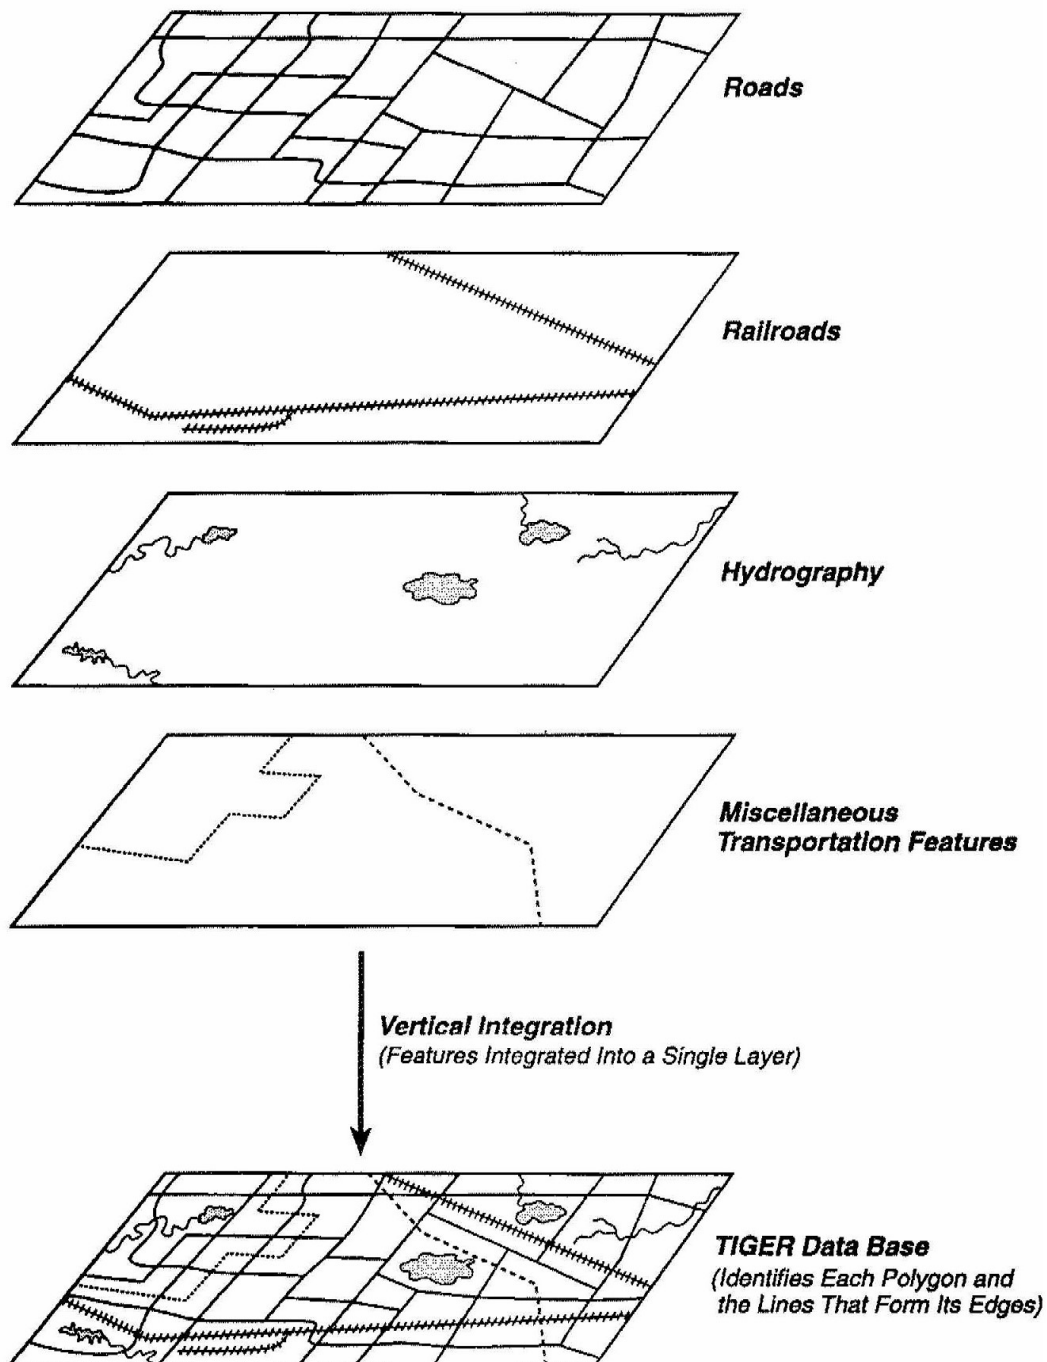 Roads
Railroads
Hydrography
Miscellaneous
Transportation Features
Vertical Integration
(Features Integrated Into a Single Layer)
TIGER Data Base
(Identifies Each Polygon and
the Lines That Form Its Edges)